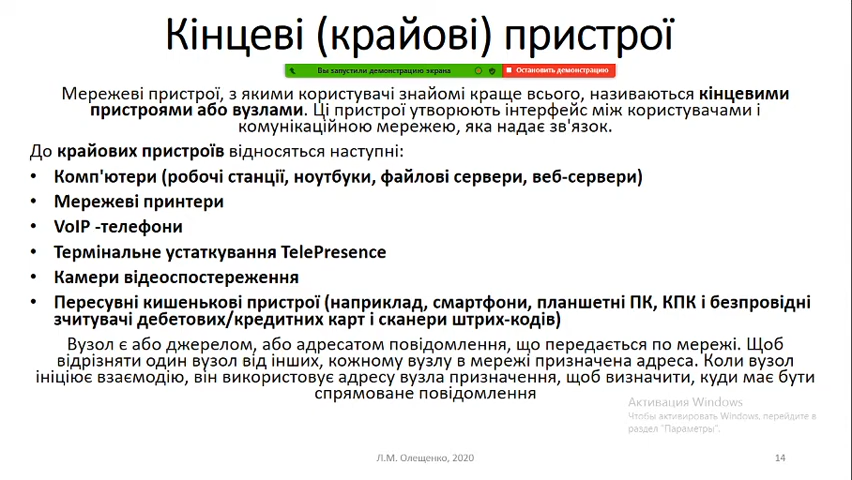 Кінцеві (крайові) пристрої
Вы запустили демонстрацию экрана
Остановить демонстрацию
Мережеві пристрої, з якими користувачі знайомі краще всього, називаються кінцевими
пристроями або вузлами. Ці пристрої утворюють інтерфейс між користувачами і
комунікаційною мережею, яка надає зв'язок.
До крайових пристроїв відносяться наступні:
• Комп'ютери (робочі станції, ноутбуки, файлові сервери, веб-сервери)
• Мережеві принтери
• VoIP -телефони
• Термінальне устаткування TelePresence
• Камери відеоспостереження
• Пересувні кишенькові пристрої (наприклад, смартфони, планшетні ПК, КПК і безпровідні
зчитувачі дебетових/кредитних карт і сканери штрих-кодів)
Вузол є або джерелом, або адресатом повідомлення, що передається по мережі. Щоб
відрізняти один вузол від інших, кожному вузлу в мережі призначена адреса. Коли вузол
ініціює взаємодію, він використовує адресу вузла призначення, щоб визначити, куди має бути
спрямоване повідомлення
Активация Windows
Чтобы активировать Windows, перейдите в
раздел "Параметры".
Л.М. Олещенко, 2020
14